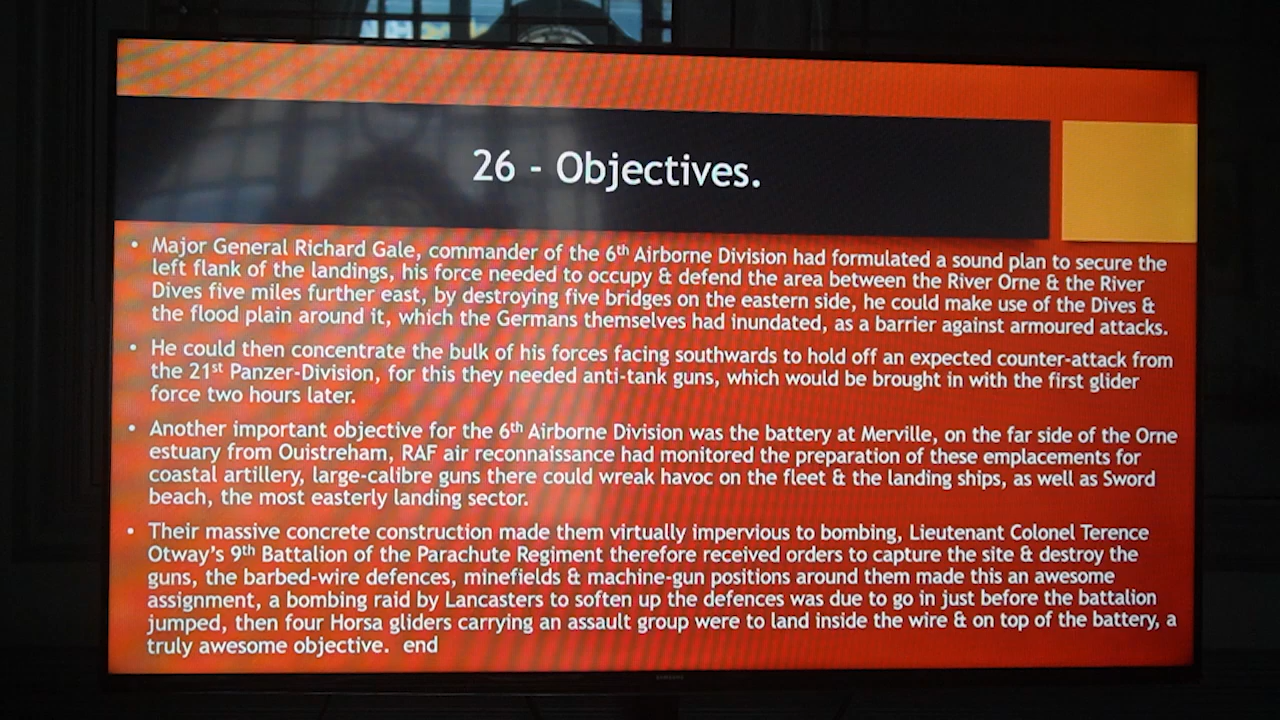 26 - Objectives.
• Major General Richard Gale, commander of the 6th Airborne Division had formulated a sound plan to secure the
left flank of the landings, his force needed to occupy & defend the area between the River Orne & the River
Dives five miles further east, by destroying five bridges on the eastern side, he could make use of the Dives &
the flood plain around it, which the Germans themselves had inundated, as a barrier against armoured attacks.
• He could then concentrate the bulk of his forces facing southwards to hold off an expected counter-attack from
the 21st Panzer-Division, for this they needed anti-tank guns, which would be brought in with the first glider
force two hours later.
• Another important objective for the 6th Airborne Division was the battery at Merville, on the far side of the Orne
estuary from Ouistreham, RAF air reconnaissance had monitored the preparation of these emplacements for
coastal artillery, large-calibre guns there could wreak havoc on the fleet & the landing ships, as well as Sword
beach, the most easterly landing sector.
• Their massive concrete construction made them virtually impervious to bombing, Lieutenant Colonel Terence
Otway's 9th Battalion of the Parachute Regiment therefore received orders to capture the site & destroy the
guns, the barbed-wire defences, minefields & machine-gun positions around them made this an awesome
assignment, a bombing raid by Lancasters to soften up the defences was due to go in just before the battalion
jumped, then four Horsa gliders carrying an assault group were to land inside the wire & on top of the battery, a
truly awesome objective.  end
SAMSUNG